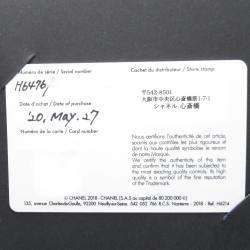 Numéro de série / Serial number
H6476
Cachet du distributeur / Store stamp
〒542-8501
大阪市中央区心斎橋筋1-7-1
シャネル 心斎橋
Date d'achat / Date of purchase
'20, May. 27
Numéro de la carte / Card number
Nous certifions l'authenticité de cet article,
soumis aux contrôles les plus rigoureux et
dont la haute qualité symbolise le renom
de notre Marque.
We certify the authenticity of this item
and confirm that it has been subjected
to the most exacting controls. Its high
quality is a symbol of the fine reputation
of the Trademark.
© CHANEL 2018 - CHANEL (S.A.S au capital de
135, avenue Charles-de-Gaulle, 92200 Neuilly-sur-Seine, 542 052 766 R.C.S. Nanterre - 2018 - Ref. H6214